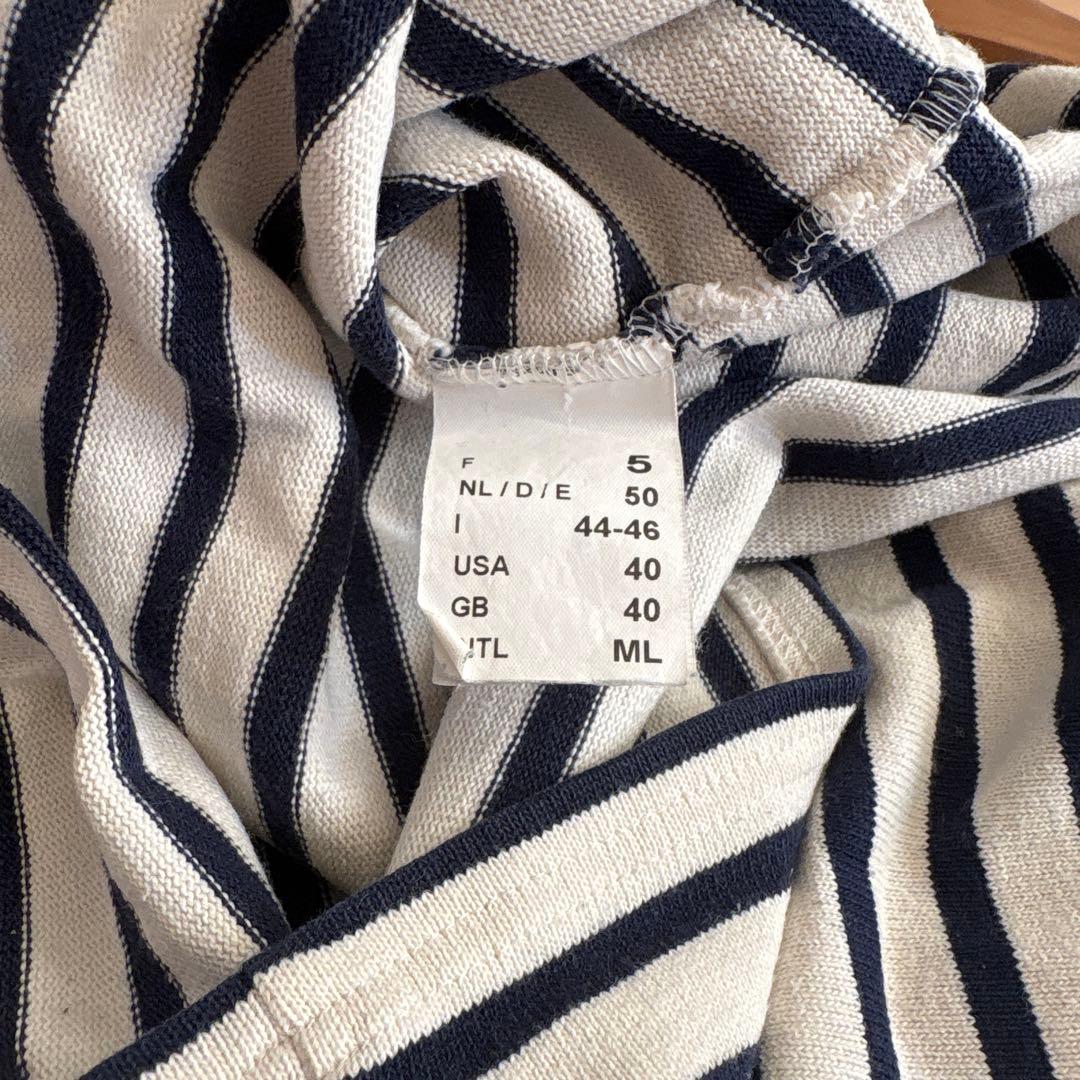 F 5
NL / D / E 50
I 44-46
USA 40
GB 40
ML